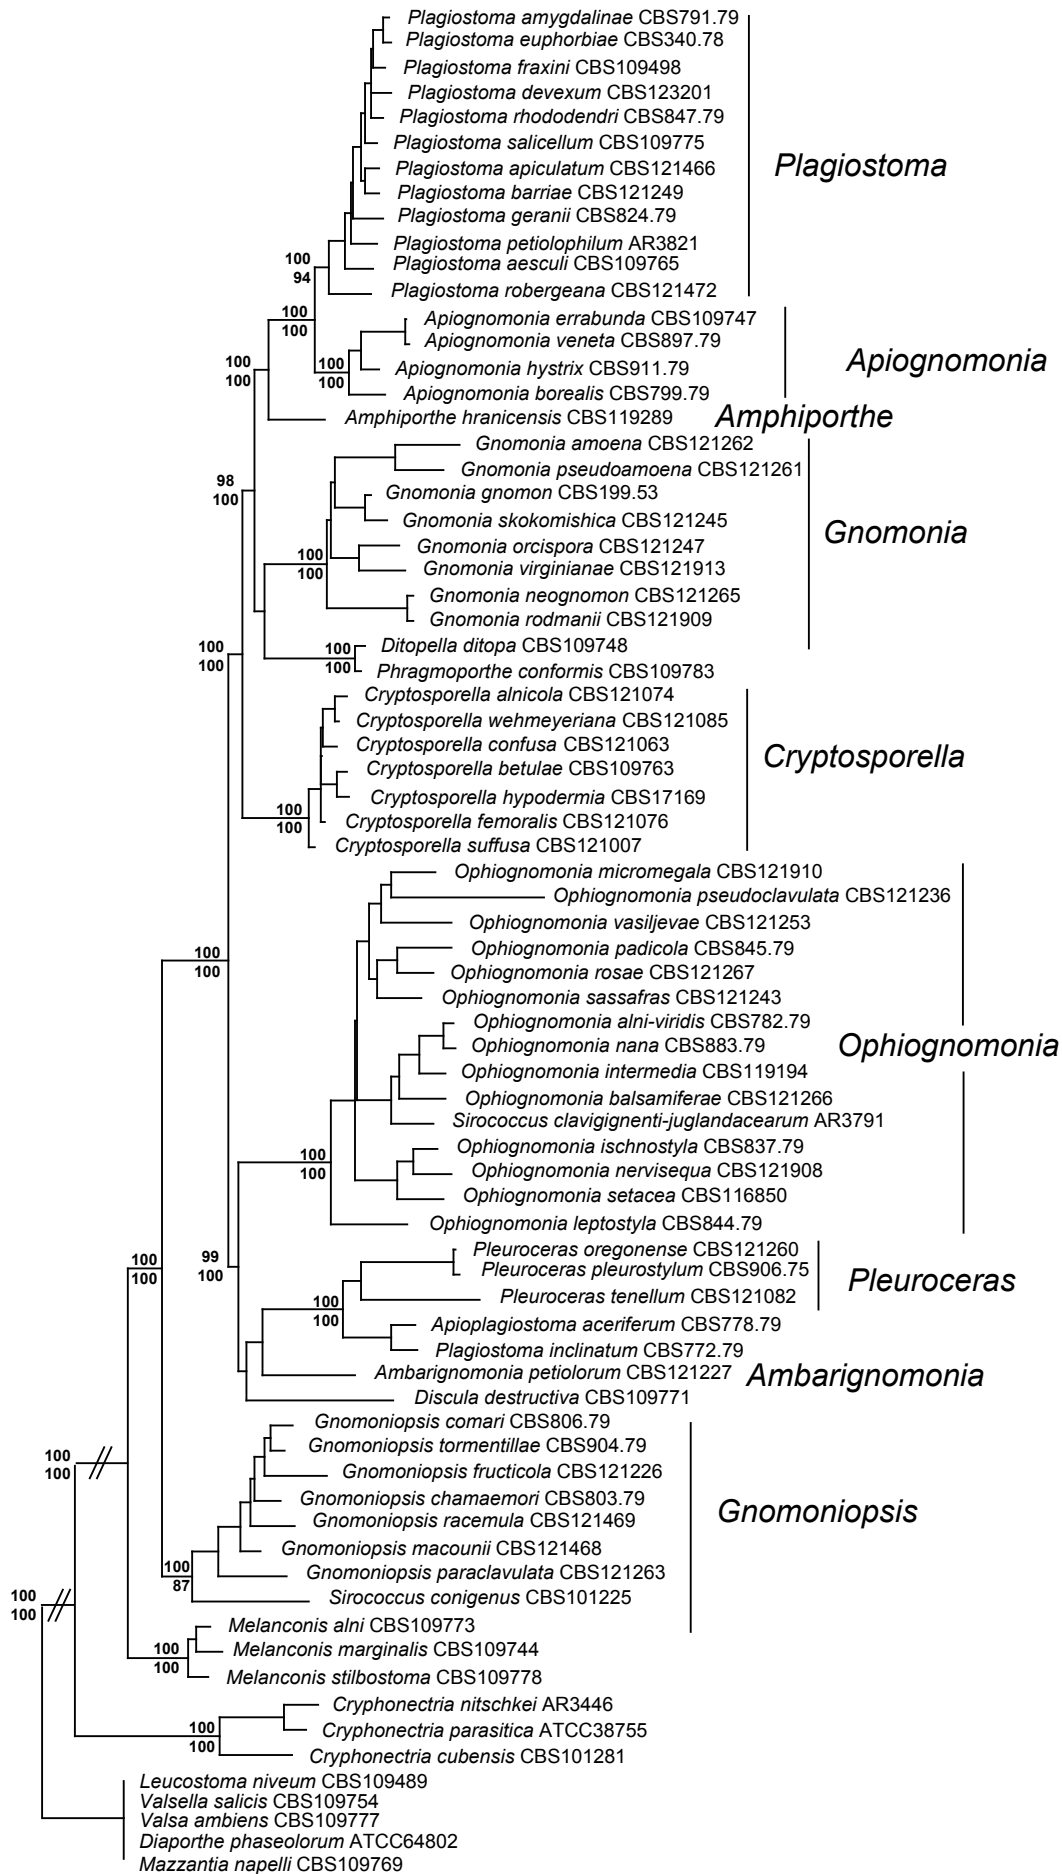 Plagiostoma amygdalinae CBS791.79
Plagiostoma euphorbiae CBS340.78
Plagiostoma fraxini CBS109498
Plagiostoma devexum CBS123201
Plagiostoma rhododendri CBS847.79
Plagiostoma salicellum CBS109775
Plagiostoma
Plagiostoma apiculatum CBS121466
Plagiostoma barriae CBS121249
Plagiostoma geranii CBS824.79
Plagiostoma petiolophilum AR3821
100
Plagiostoma aesculi CBS109765
94
Plagiostoma robergeana CBS121472
100
Apiognomonia errabunda CBS109747
100
Apiognomonia veneta CBS897.79
100
100
Apiognomonia
100
Apiognomonia hystrix CBS911.79
100
Apiognomonia borealis CBS799.79
Amphiporthe hranicensis CBS119289
Amphiporthe
Gnomonia amoena CBS121262
Gnomonia pseudoamoena CBS121261
98
Gnomonia gnomon CBS199.53
100
Gnomonia skokomishica CBS121245
Gnomonia
Gnomonia orcispora CBS121247
100
Gnomonia virginianae CBS121913
100
Gnomonia neognomon CBS121265
Gnomonia rodmanii CBS121909
100
100
Ditopella ditopa CBS109748
100
100
Phragmoporthe conformis CBS109783
Cryptosporella alnicola CBS121074
Cryptosporella wehmeyeriana CBS121085
Cryptosporella confusa CBS121063
Cryptosporella
Cryptosporella betulae CBS109763
Cryptosporella hypodermia CBS17169
100
Cryptosporella femoralis CBS121076
100
Cryptosporella suffusa CBS121007
Ophiognomonia micromegala CBS121910
Ophiognomonia pseudoclavulata CBS121236
Ophiognomonia vasiljevae CBS121253
100
Ophiognomonia padicola CBS845.79
100
Ophiognomonia rosae CBS121267
Ophiognomonia sassafras CBS121243
Ophiognomonia alni-viridis CBS782.79
Ophiognomonia nana CBS883.79
Ophiognomonia
Ophiognomonia intermedia CBS119194
Ophiognomonia balsamiferae CBS121266
Sirococcus clavigignenti-juglandacearum AR3791
Ophiognomonia ischnostyla CBS837.79
100
100
Ophiognomonia nervisequa CBS121908
Ophiognomonia setacea CBS116850
Ophiognomonia leptostyla CBS844.79
Pleuroceras oregonense CBS121260
100
99
100
100
Pleuroceras pleurostylum CBS906.75
Pleuroceras
Pleuroceras tenellum CBS121082
100
100
Apioplagiostoma aceriferum CBS778.79
Plagiostoma inclinatum CBS772.79
Ambarignomonia petiolorum CBS121227
Ambarignomonia
Discula destructiva CBS109771
Gnomoniopsis comari CBS806.79
Gnomoniopsis tormentillae CBS904.79
100
100
Gnomoniopsis fructicola CBS121226
Gnomoniopsis chamaemori CBS803.79
Gnomoniopsis
Gnomoniopsis racemula CBS121469
Gnomoniopsis macounii CBS121468
100
87
Gnomoniopsis paraclavulata CBS121263
100
100
Sirococcus conigenus CBS101225
Melanconis alni CBS109773
100
100
Melanconis marginalis CBS109744
Melanconis stilbostoma CBS109778
Cryphonectria nitschkei AR3446
100
100
Cryphonectria parasitica ATCC38755
Cryphonectria cubensis CBS101281
Leucostoma niveum CBS109489
Valsella salicis CBS109754
Valsa ambiens CBS109777
Diaporthe phaseolorum ATCC64802
Mazzantia napelli CBS109769